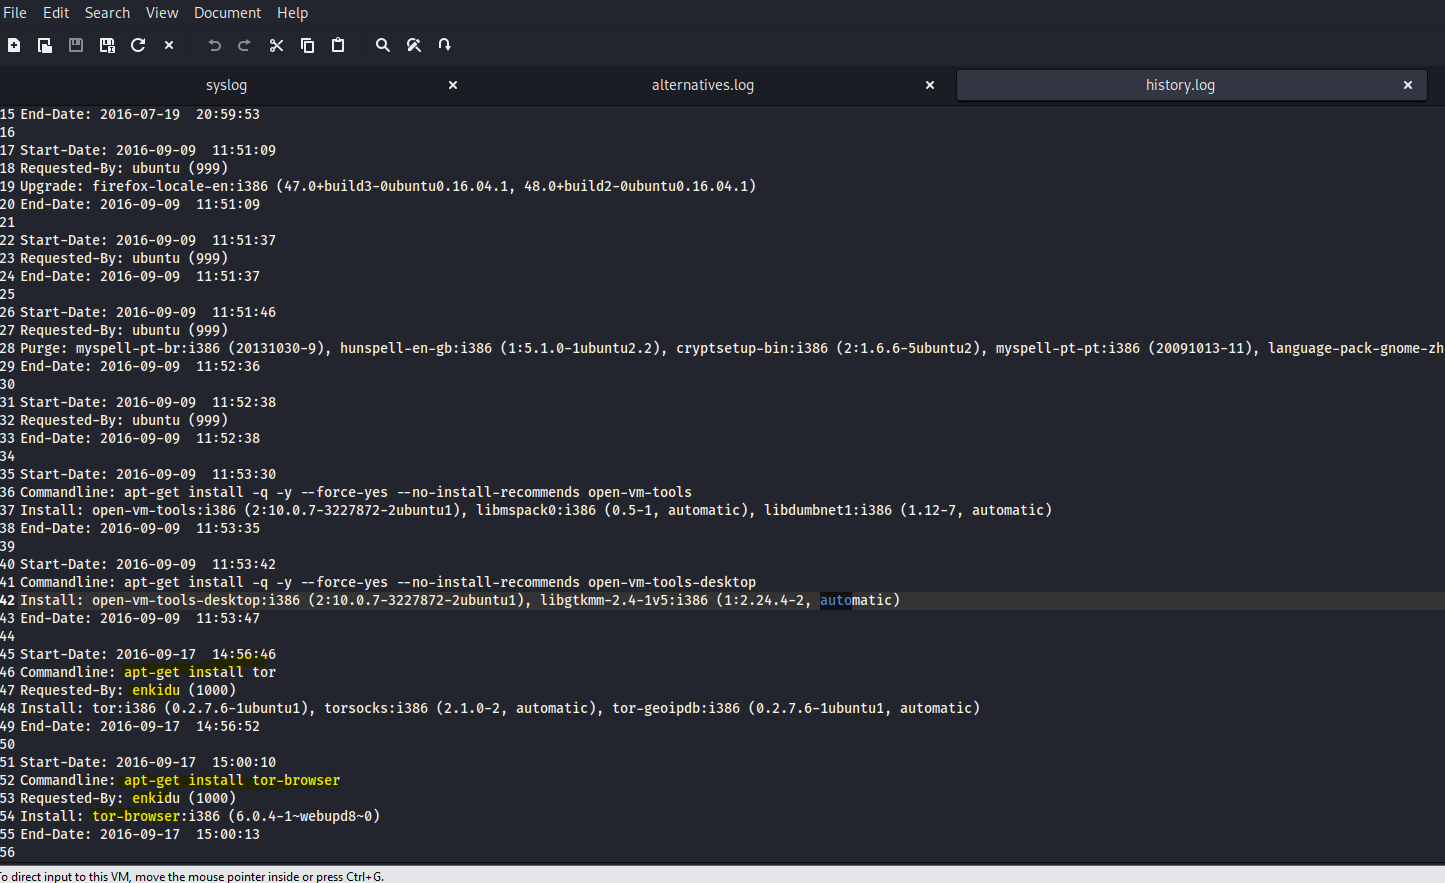 File Edit Search View Document Help
syslog × alternatives.log × history.log ×
15 End-Date: 2016-07-19  20:59:53
16
17 Start-Date: 2016-09-09  11:51:09
18 Requested-By: ubuntu (999)
19 Upgrade: firefox-locale-en:i386 (47.0+build3-0ubuntu0.16.04.1, 48.0+build2-0ubuntu0.16.04.1)
20 End-Date: 2016-09-09  11:51:09
21
22 Start-Date: 2016-09-09  11:51:37
23 Requested-By: ubuntu (999)
24 End-Date: 2016-09-09  11:51:37
25
26 Start-Date: 2016-09-09  11:51:46
27 Requested-By: ubuntu (999)
28 Purge: myspell-pt-br:i386 (20131030-9), hunspell-en-gb:i386 (1:5.1.0-1ubuntu2.2), cryptsetup-bin:i386 (2:1.6.6-5ubuntu2), myspell-pt-pt:i386 (20091013-11), language-pack-gnome-zh
29 End-Date: 2016-09-09  11:52:36
30
31 Start-Date: 2016-09-09  11:52:38
32 Requested-By: ubuntu (999)
33 End-Date: 2016-09-09  11:52:38
34
35 Start-Date: 2016-09-09  11:53:30
36 Commandline: apt-get install -q -y --force-yes --no-install-recommends open-vm-tools
37 Install: open-vm-tools:i386 (2:10.0.7-3227872-2ubuntu1), libmspack0:i386 (0.5-1, automatic), libdumbnet1:i386 (1.12-7, automatic)
38 End-Date: 2016-09-09  11:53:35
39
40 Start-Date: 2016-09-09  11:53:42
41 Commandline: apt-get install -q -y --force-yes --no-install-recommends open-vm-tools-desktop
42 Install: open-vm-tools-desktop:i386 (2:10.0.7-3227872-2ubuntu1), libgtkmm-2.4-1v5:i386 (1:2.24.4-2, automatic)
43 End-Date: 2016-09-09  11:53:47
44
45 Start-Date: 2016-09-17  14:56:46
46 Commandline: apt-get install tor
47 Requested-By: enkidu (1000)
48 Install: tor:i386 (0.2.7.6-1ubuntu1), torsocks:i386 (2.1.0-2, automatic), tor-geoipdb:i386 (0.2.7.6-1ubuntu1, automatic)
49 End-Date: 2016-09-17  14:56:52
50
51 Start-Date: 2016-09-17  15:00:10
52 Commandline: apt-get install tor-browser
53 Requested-By: enkidu (1000)
54 Install: tor-browser:i386 (6.0.4-1~webupd8~0)
55 End-Date: 2016-09-17  15:00:13
56
To direct input to this VM, move the mouse pointer inside or press Ctrl+G.